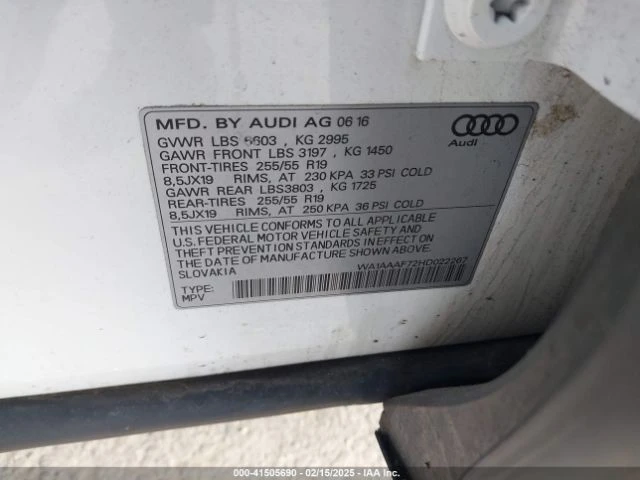 MFD. BY AUDI AG 06 16
GVWR LBS 6603 , KG 2995
GAWR FRONT LBS 3197 , KG 1450
FRONT-TIRES 255/55 R19
8,5JX19 RIMS, AT 230 KPA 33 PSI COLD
GAWR REAR LBS3803 , KG 1725
REAR-TIRES 255/55 R19
8,5JX19 RIMS, AT 250 KPA 36 PSI COLD
Audi
THIS VEHICLE CONFORMS TO ALL APPLICABLE
U.S. FEDERAL MOTOR VEHICLE SAFETY AND
THEFT PREVENTION STANDARDS IN EFFECT ON
THE DATE OF MANUFACTURE SHOWN ABOVE.
SLOVAKIA
WA1AAAF72HD022267
TYPE:
MPV
000-41505690 - 02/15/2025 - IAA Inc.